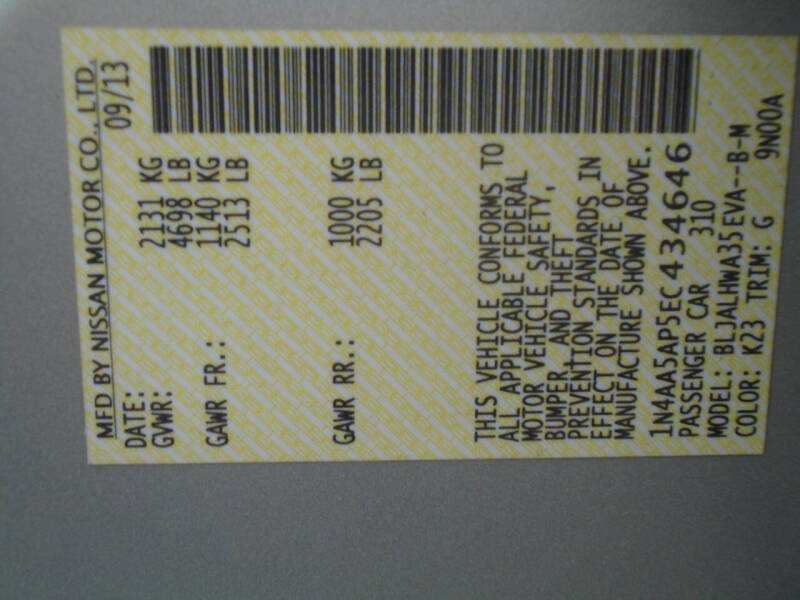 MFD BY NISSAN MOTOR CO., LTD.
DATE: 09/13
GVWR: 2131 KG
4698 LB
GAWR FR.: 1140 KG
2513 LB
GAWR RR.: 1000 KG
2205 LB
THIS VEHICLE CONFORMS TO
ALL APPLICABLE FEDERAL
MOTOR VEHICLE SAFETY,
BUMPER AND THEFT
PREVENTION STANDARDS IN
EFFECT ON THE DATE OF
MANUFACTURE SHOWN ABOVE.
1N4AA5AP5EC434646
PASSENGER CAR 310
MODEL: BLJALHWA35EVA--B-M
COLOR: K23 TRIM: G 9N00A